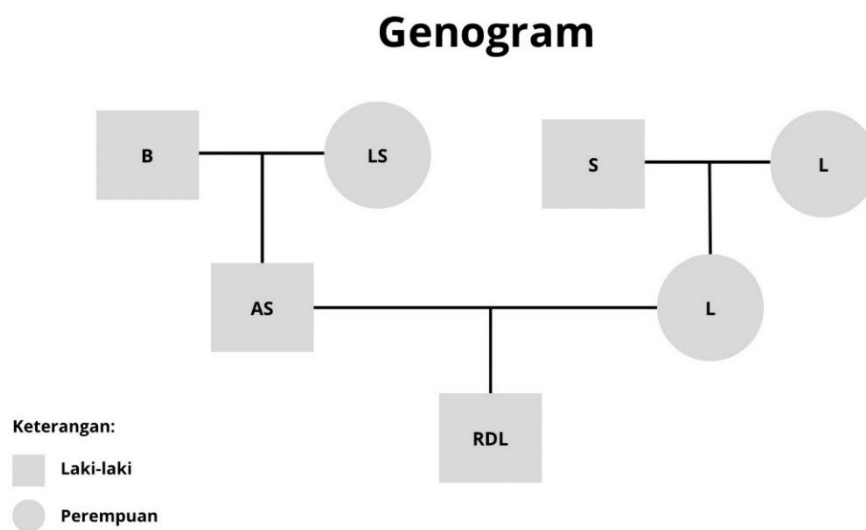 Genogram
B
LS
S
L
AS
L
RDL
Keterangan:
Laki-laki
Perempuan